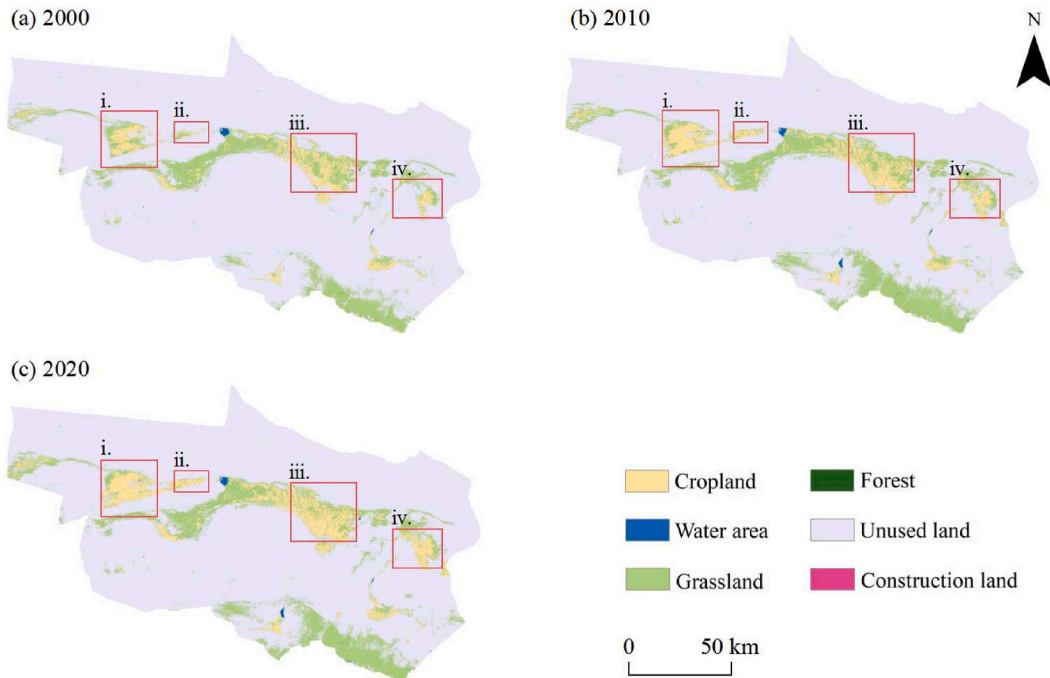 (a) 2000
i.
ii.
iii.
iv.
(b) 2010
N
i.
ii.
iii.
iv.
(c) 2020
i.
ii.
iii.
iv.
Cropland
Forest
Water area
Unused land
Grassland
Construction land
0 50 km